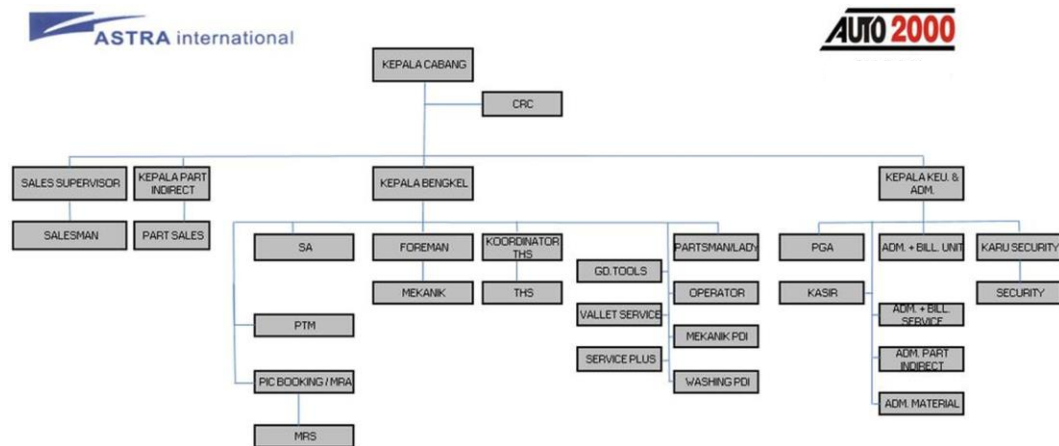 ASTRA international
AUTO 2000
KEPALA CABANG
CRC
SALES SUPERVISOR
KEPALA PART
INDIRECT
KEPALA BENGKEL
KEPALA KEU. &
ADM.
SALESMAN
PART SALES
SA
FOREMAN
KOORDINATOR
THS
PARTSMAN/LADY
PGA
ADM. + BILL. UNIT
KARU SECURITY
GD. TOOLS
MEKANIK
THS
OPERATOR
KASIR
SECURITY
VALLET SERVICE
ADM. + BILL.
SERVICE
PTM
MEKANIK PDI
SERVICE PLUS
ADM. PART
INDIRECT
PIC BOOKING / MRA
WASHING PDI
ADM. MATERIAL
MRS